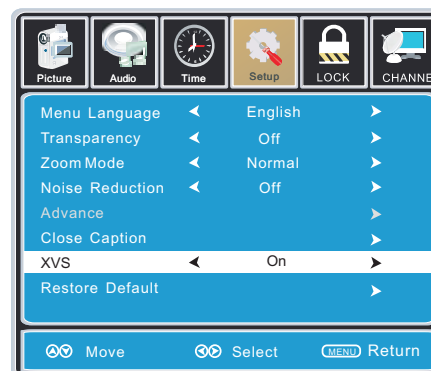 Picture Audio Time Setup LOCK CHANNE
Menu Language English
Transparency Off
Zoom Mode Normal
Noise Reduction Off
Advance
Close Caption
XVS On
Restore Default
Move Select MENU Return